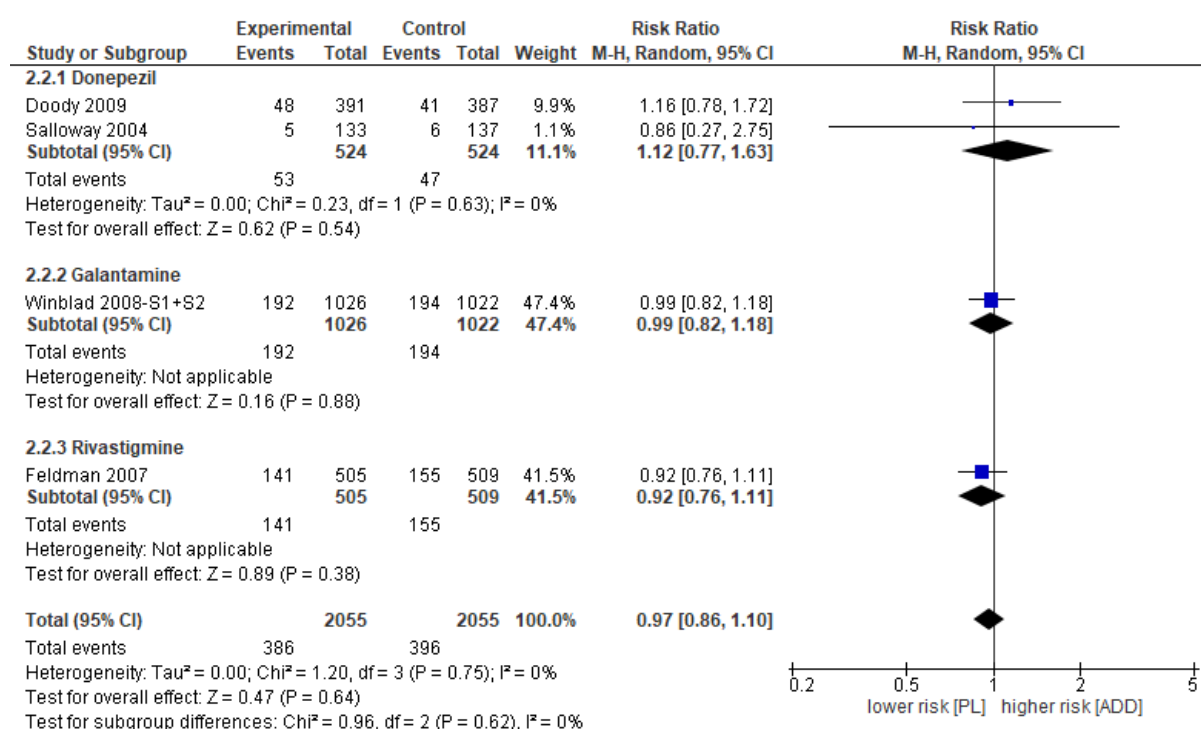 Experimental Control Risk Ratio Risk Ratio
Study or Subgroup Events Total Events Total Weight M-H, Random, 95% CI M-H, Random, 95% CI
2.2.1 Donepezil
Doody 2009 48 391 41 387 9.9% 1.16 [0.78, 1.72]
Salloway 2004 5 133 6 137 1.1% 0.86 [0.27, 2.75]
Subtotal (95% CI) 524 524 11.1% 1.12 [0.77, 1.63]
Total events 53 47
Heterogeneity: Tau² = 0.00; Chi² = 0.23, df = 1 (P = 0.63); I² = 0%
Test for overall effect: Z = 0.62 (P = 0.54)
2.2.2 Galantamine
Winblad 2008-S1+S2 192 1026 194 1022 47.4% 0.99 [0.82, 1.18]
Subtotal (95% CI) 1026 1022 47.4% 0.99 [0.82, 1.18]
Total events 192 194
Heterogeneity: Not applicable
Test for overall effect: Z = 0.16 (P = 0.88)
2.2.3 Rivastigmine
Feldman 2007 141 505 155 509 41.5% 0.92 [0.76, 1.11]
Subtotal (95% CI) 505 509 41.5% 0.92 [0.76, 1.11]
Total events 141 155
Heterogeneity: Not applicable
Test for overall effect: Z = 0.89 (P = 0.38)
Total (95% CI) 2055 2055 100.0% 0.97 [0.86, 1.10]
Total events 386 396
Heterogeneity: Tau² = 0.00; Chi² = 1.20, df = 3 (P = 0.75); I² = 0%
Test for overall effect: Z = 0.47 (P = 0.64)
Test for subgroup differences: Chi² = 0.96, df = 2 (P = 0.62), I² = 0%
0.2 0.5 1 2 5
lower risk [PL] higher risk [ADD]